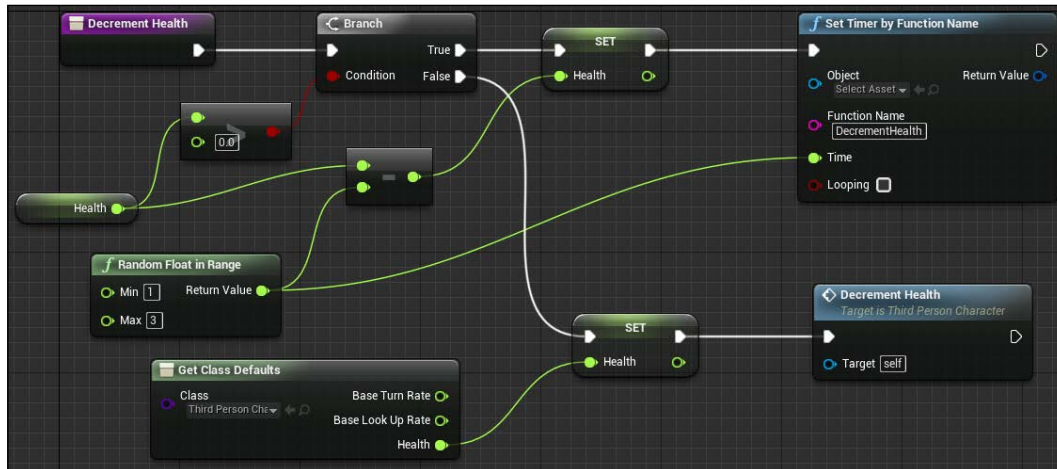 Decrement Health
Branch
True
Condition
False
SET
Health
f Set Timer by Function Name
Object
Select Asset
Return Value
Function Name
DecrementHealth
Time
Looping
>
0.0
-
Health
f Random Float in Range
Min 1
Return Value
Max 3
SET
Health
Decrement Health
Target is Third Person Character
Target self
Get Class Defaults
Class
Third Person Cha
Base Turn Rate
Base Look Up Rate
Health